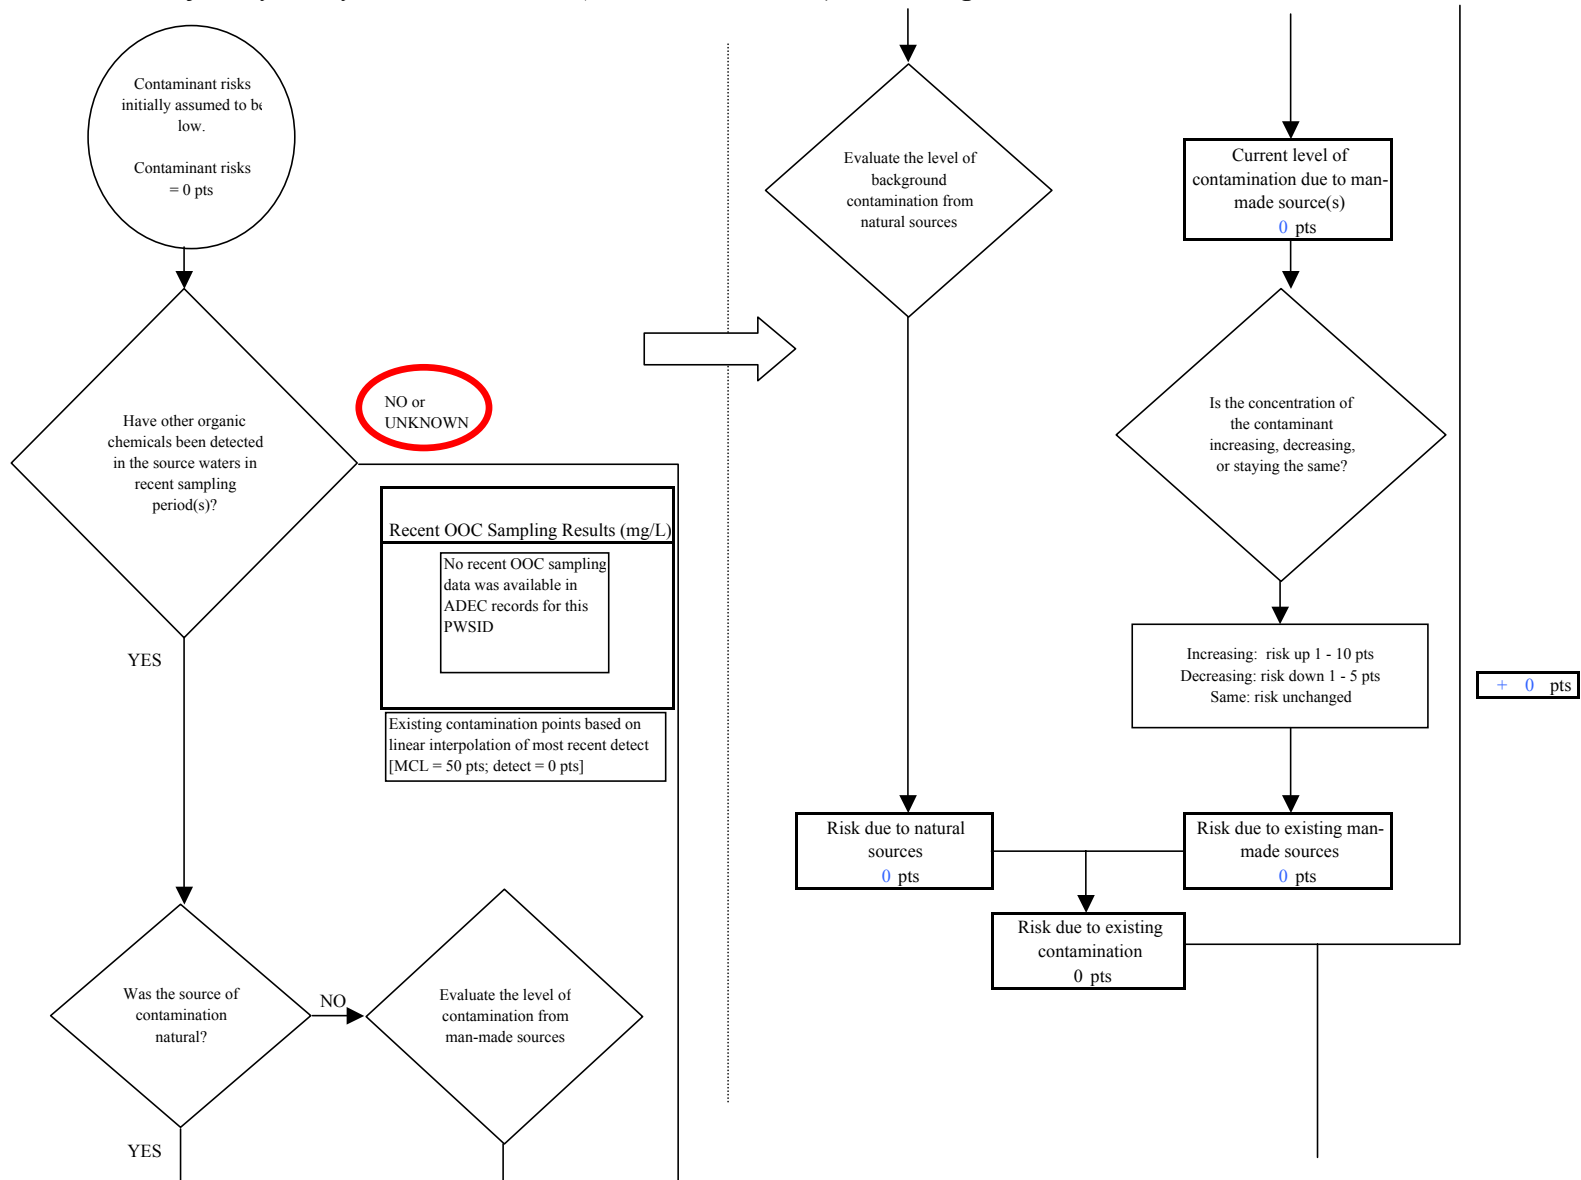 Contaminant risks
initially assumed to be
low.
Contaminant risks
= 0 pts
Have other organic
chemicals been detected
in the source waters in
recent sampling
period(s)?
NO or
UNKNOWN
Recent OOC Sampling Results (mg/L)
No recent OOC sampling
data was available in
ADEC records for this
PWSID
Existing contamination points based on
linear interpolation of most recent detect
[MCL = 50 pts; detect = 0 pts]
YES
Was the source of
contamination
natural?
NO
Evaluate the level of
contamination from
man-made sources
YES
Evaluate the level of
background
contamination from
natural sources
Current level of
contamination due to man-
made source(s)
0 pts
Is the concentration of
the contaminant
increasing, decreasing,
or staying the same?
Increasing: risk up 1 - 10 pts
Decreasing: risk down 1 - 5 pts
Same: risk unchanged
+ 0 pts
Risk due to natural
sources
0 pts
Risk due to existing man-
made sources
0 pts
Risk due to existing
contamination
0 pts